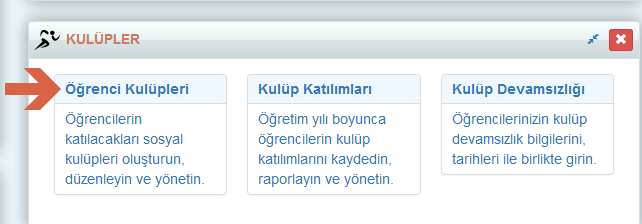 KULÜPLER
Öğrenci Kulüpleri
Öğrencilerin
katılacakları sosyal
kulüpleri oluşturun,
düzenleyin ve yönetin.
Kulüp Katılımları
Öğretim yılı boyunca
öğrencilerin kulüp
katılımlarını kaydedin,
raporlayın ve yönetin.
Kulüp Devamsızlığı
Öğrencilerinizin kulüp
devamsızlık bilgilerini,
tarihleri ile birlikte girin.